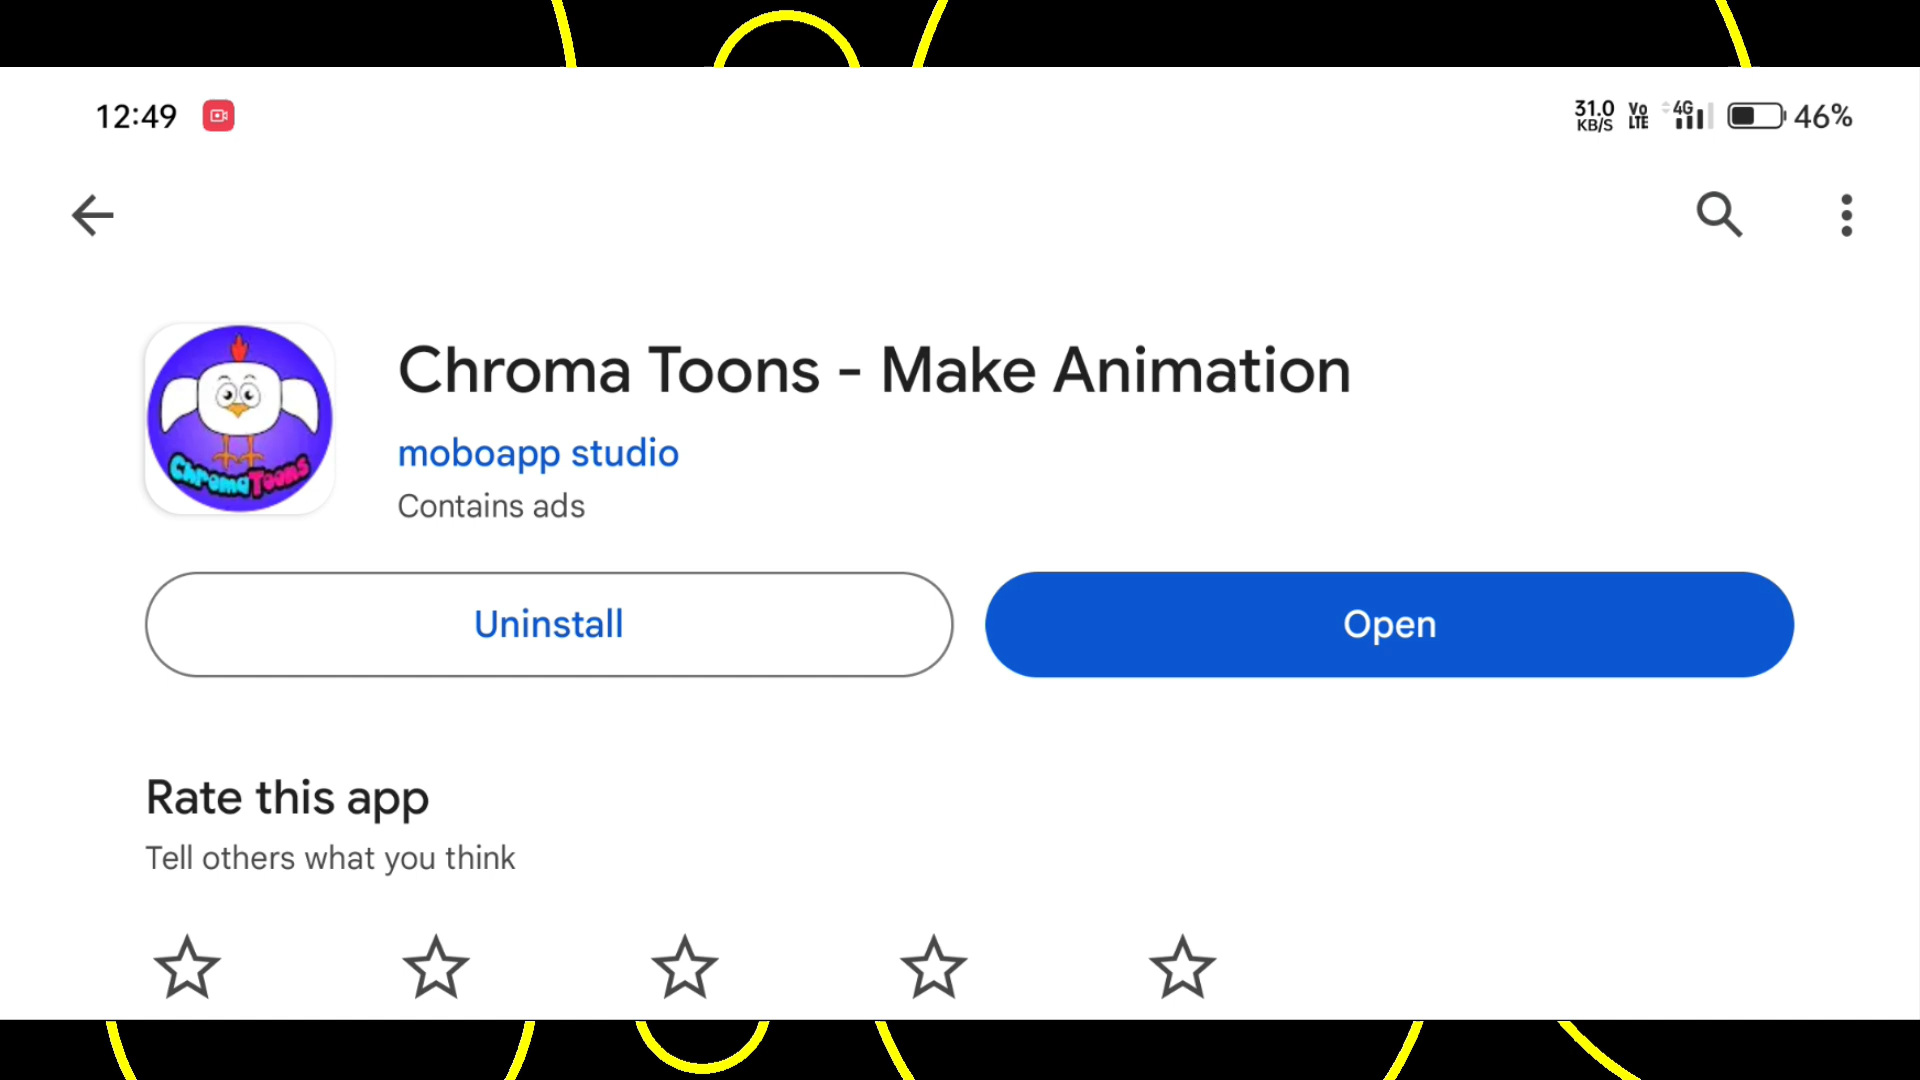 12:49
31.0 KB/S Vo LTE 4G 46%
Chroma Toons - Make Animation
moboapp studio
Contains ads
ChromaToons
Uninstall
Open
Rate this app
Tell others what you think